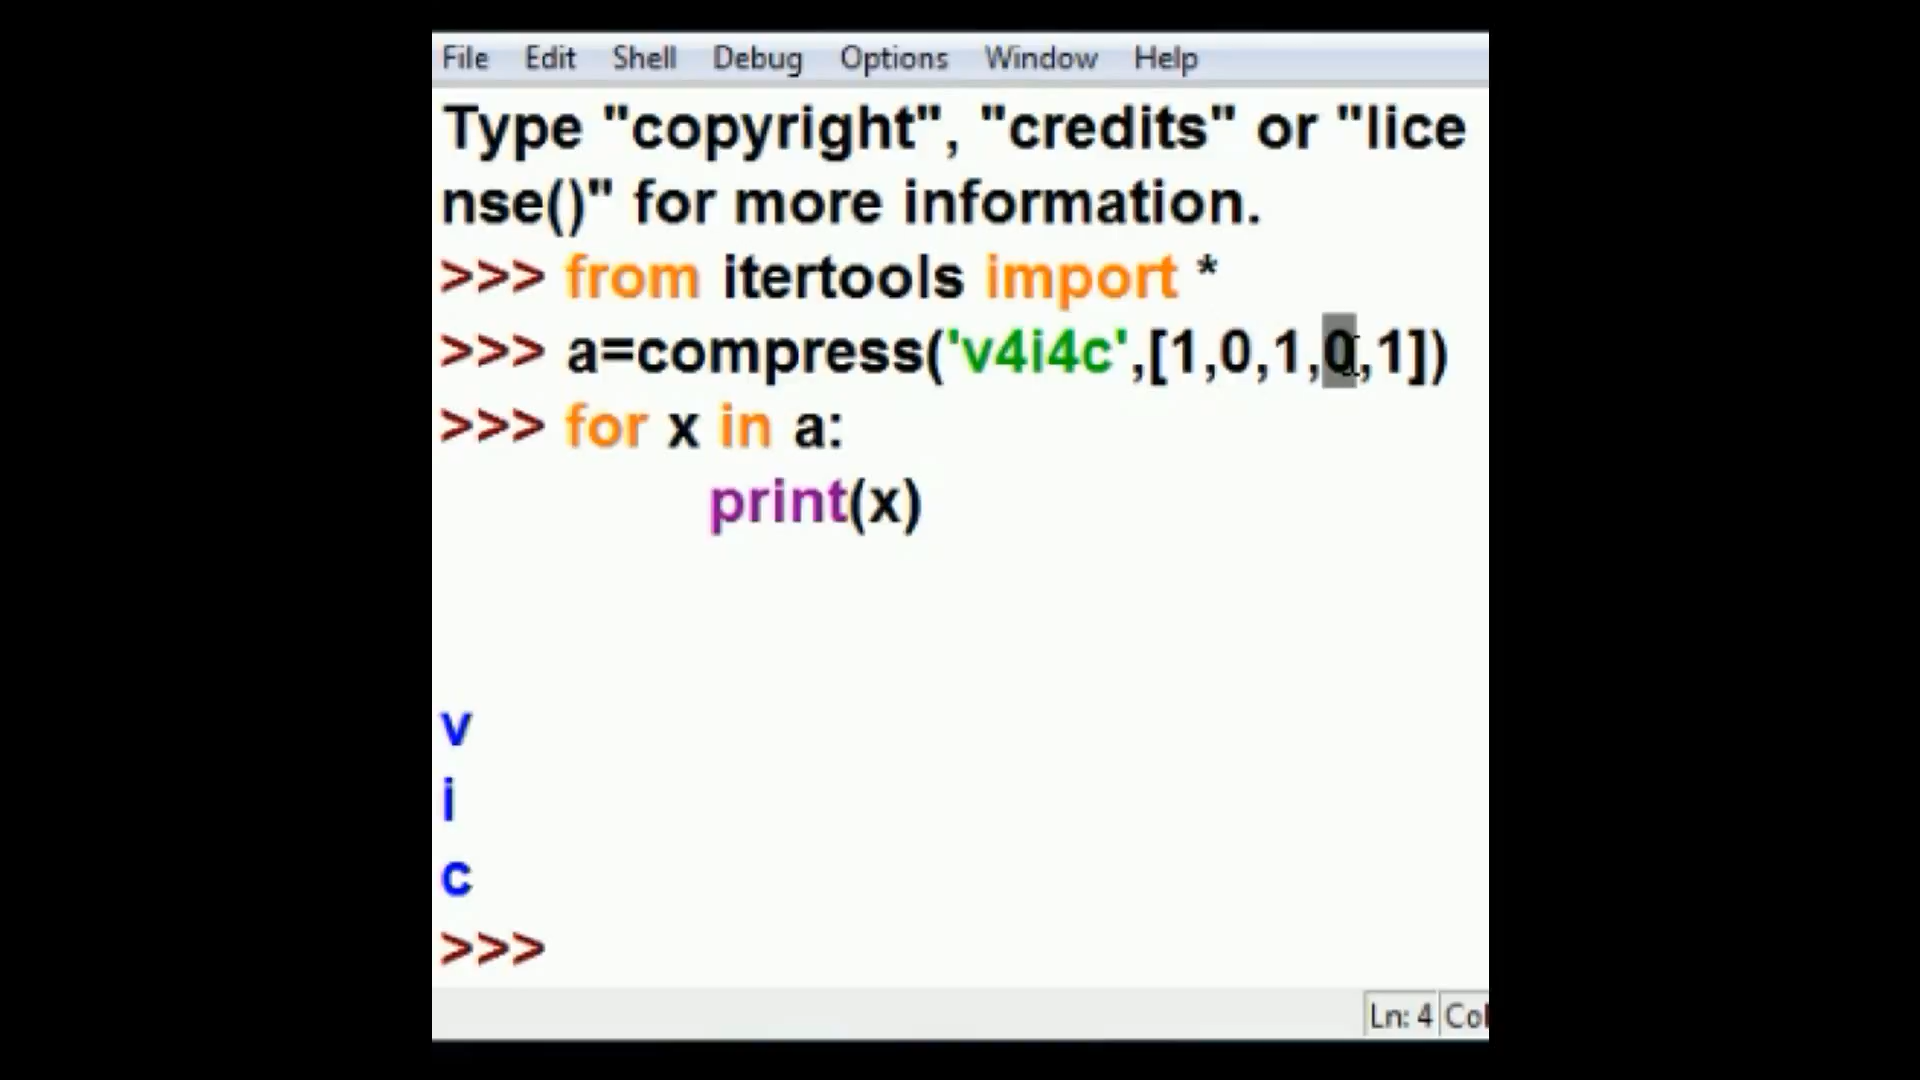 File Edit Shell Debug Options Window Help
Type "copyright", "credits" or "lice
nse()" for more information.
>>> from itertools import *
>>> a=compress('v4i4c',[1,0,1,0,1])
>>> for x in a:
print(x)
v
i
c
>>>
Ln: 4 Col